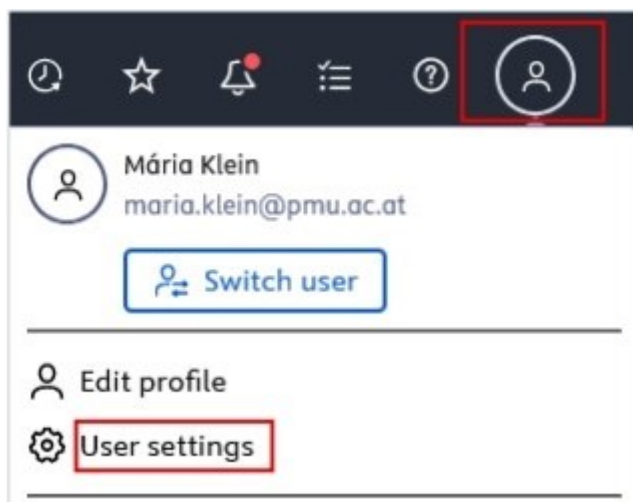 Mária Klein
maria.klein@pmu.ac.at
Switch user
Edit profile
User settings